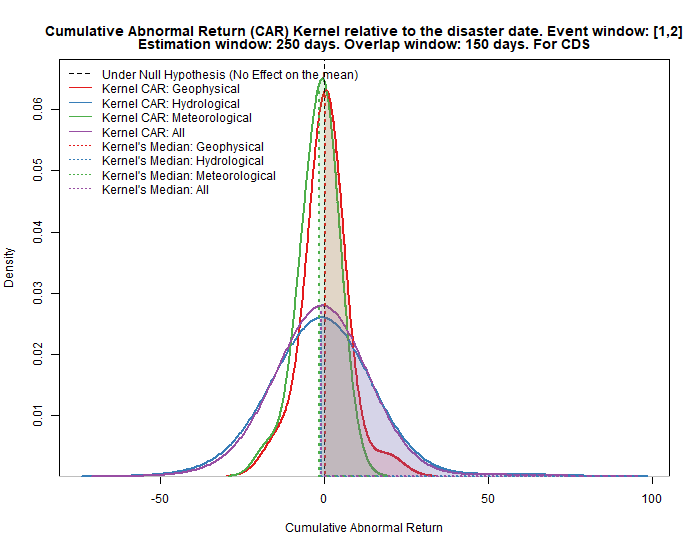 Cumulative Abnormal Return (CAR) Kernel relative to the disaster date. Event window: [1,2]
Estimation window: 250 days. Overlap window: 150 days. For CDS
Under Null Hypothesis (No Effect on the mean)
Kernel CAR: Geophysical
Kernel CAR: Hydrological
Kernel CAR: Meteorological
Kernel CAR: All
Kernel's Median: Geophysical
Kernel's Median: Hydrological
Kernel's Median: Meteorological
Kernel's Median: All
0.06
0.05
0.04
0.03
0.02
0.01
Density
-50
0
50
100
Cumulative Abnormal Return